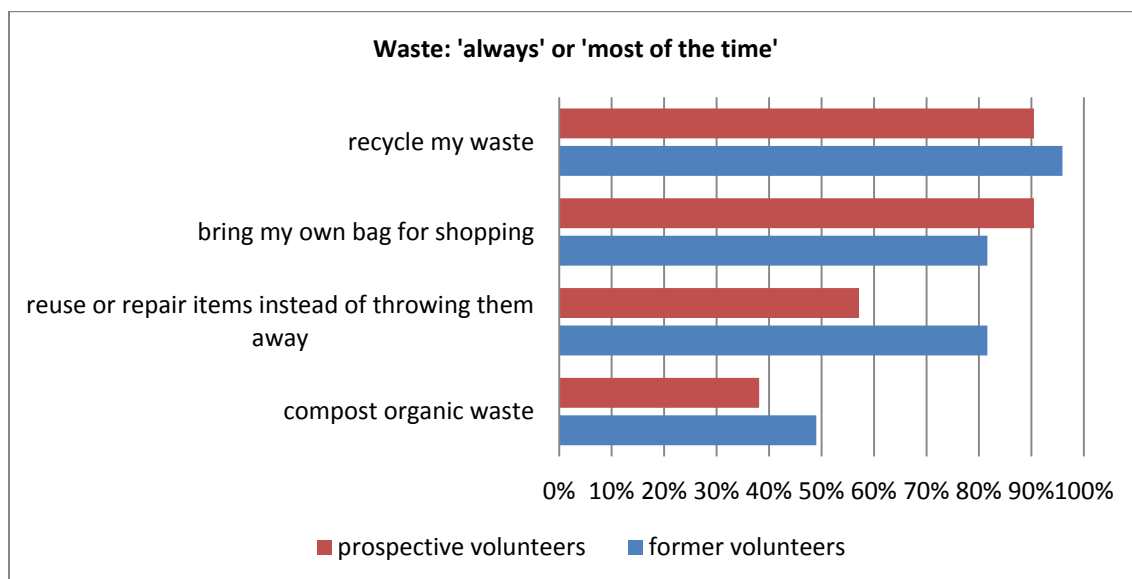 Waste: 'always' or 'most of the time'
recycle my waste
bring my own bag for shopping
reuse or repair items instead of throwing them
away
compost organic waste
0% 10% 20% 30% 40% 50% 60% 70% 80% 90% 100%
prospective volunteers former volunteers